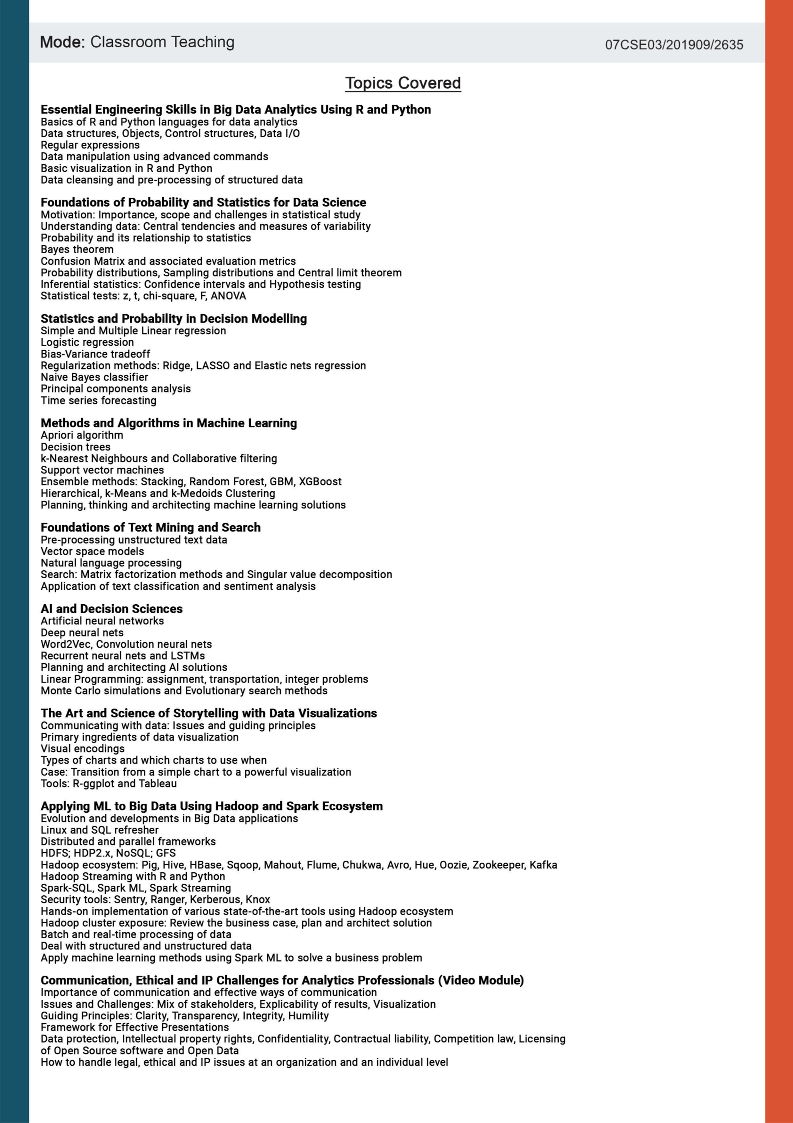 Mode: Classroom Teaching
07CSE03/201909/2635
Topics Covered
Essential Engineering Skills in Big Data Analytics Using R and Python
Basics of R and Python languages for data analytics
Data structures, Objects, Control structures, Data I/O
Regular expressions
Data manipulation using advanced commands
Basic visualization in R and Python
Data cleansing and pre-processing of structured data
Foundations of Probability and Statistics for Data Science
Motivation: Importance, scope and challenges in statistical study
Understanding data: Central tendencies and measures of variability
Probability and its relationship to statistics
Bayes theorem
Confusion Matrix and associated evaluation metrics
Probability distributions, Sampling distributions and Central limit theorem
Inferential statistics: Confidence intervals and Hypothesis testing
Statistical tests: z, t, chi-square, F, ANOVA
Statistics and Probability in Decision Modelling
Simple and Multiple Linear regression
Logistic regression
Bias-Variance tradeoff
Regularization methods: Ridge, LASSO and Elastic nets regression
Naive Bayes classifier
Principal components analysis
Time series forecasting
Methods and Algorithms in Machine Learning
Apriori algorithm
Decision trees
k-Nearest Neighbours and Collaborative filtering
Support vector machines
Ensemble methods: Stacking, Random Forest, GBM, XGBoost
Hierarchical, k-Means and k-Medoids Clustering
Planning, thinking and architecting machine learning solutions
Foundations of Text Mining and Search
Pre-processing unstructured text data
Vector space models
Natural language processing
Search: Matrix factorization methods and Singular value decomposition
Application of text classification and sentiment analysis
AI and Decision Sciences
Artificial neural networks
Deep neural nets
Word2Vec, Convolution neural nets
Recurrent neural nets and LSTMs
Planning and architecting AI solutions
Linear Programming: assignment, transportation, integer problems
Monte Carlo simulations and Evolutionary search methods
The Art and Science of Storytelling with Data Visualizations
Communicating with data: Issues and guiding principles
Primary ingredients of data visualization
Visual encodings
Types of charts and which charts to use when
Case: Transition from a simple chart to a powerful visualization
Tools: R-ggplot and Tableau
Applying ML to Big Data Using Hadoop and Spark Ecosystem
Evolution and developments in Big Data applications
Linux and SQL refresher
Distributed and parallel frameworks
HDFS; HDP2.x, NoSQL; GFS
Hadoop ecosystem: Pig, Hive, HBase, Sqoop, Mahout, Flume, Chukwa, Avro, Hue, Oozie, Zookeeper, Kafka
Hadoop Streaming with R and Python
Spark-SQL, Spark ML, Spark Streaming
Security tools: Sentry, Ranger, Kerberous, Knox
Hands-on implementation of various state-of-the-art tools using Hadoop ecosystem
Hadoop cluster exposure: Review the business case, plan and architect solution
Batch and real-time processing of data
Deal with structured and unstructured data
Apply machine learning methods using Spark ML to solve a business problem
Communication, Ethical and IP Challenges for Analytics Professionals (Video Module)
Importance of communication and effective ways of communication
Issues and Challenges: Mix of stakeholders, Explicability of results, Visualization
Guiding Principles: Clarity, Transparency, Integrity, Humility
Framework for Effective Presentations
Data protection, Intellectual property rights, Confidentiality, Contractual liability, Competition law, Licensing
of Open Source software and Open Data
How to handle legal, ethical and IP issues at an organization and an individual level